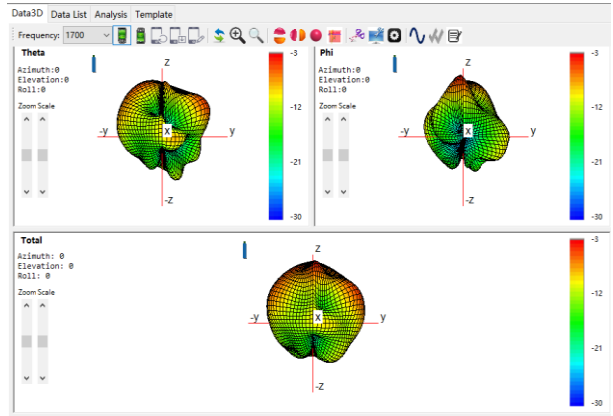 Data3D Data List Analysis Template
Frequency: 1700
Theta
Azimuth:0
Elevation:0
Roll:0
Zoom Scale
Z
-y
X
y
-Z
-3
-12
-21
-30
Phi
Azimuth:0
Elevation:0
Roll:0
Zoom Scale
Z
-y
X
y
-Z
-3
-12
-21
-30
Total
Azimuth: 0
Elevation: 0
Roll: 0
Zoom Scale
Z
-y
X
y
-Z
-3
-12
-21
-30